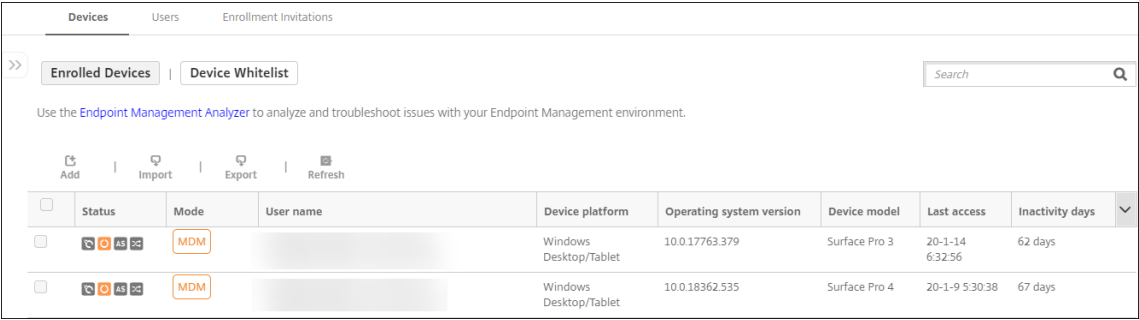 Devices Users Enrollment Invitations
Enrolled Devices | Device Whitelist Search
Use the Endpoint Management Analyzer to analyze and troubleshoot issues with your Endpoint Management environment.
Add | Import | Export | Refresh
Status Mode User name Device platform Operating system version Device model Last access Inactivity days
AS MDM Windows 10.0.17763.379 Surface Pro 3 20-1-14 62 days
Desktop/Tablet 6:32:56
AS MDM Windows 10.0.18362.535 Surface Pro 4 20-1-9 5:30:38 67 days
Desktop/Tablet